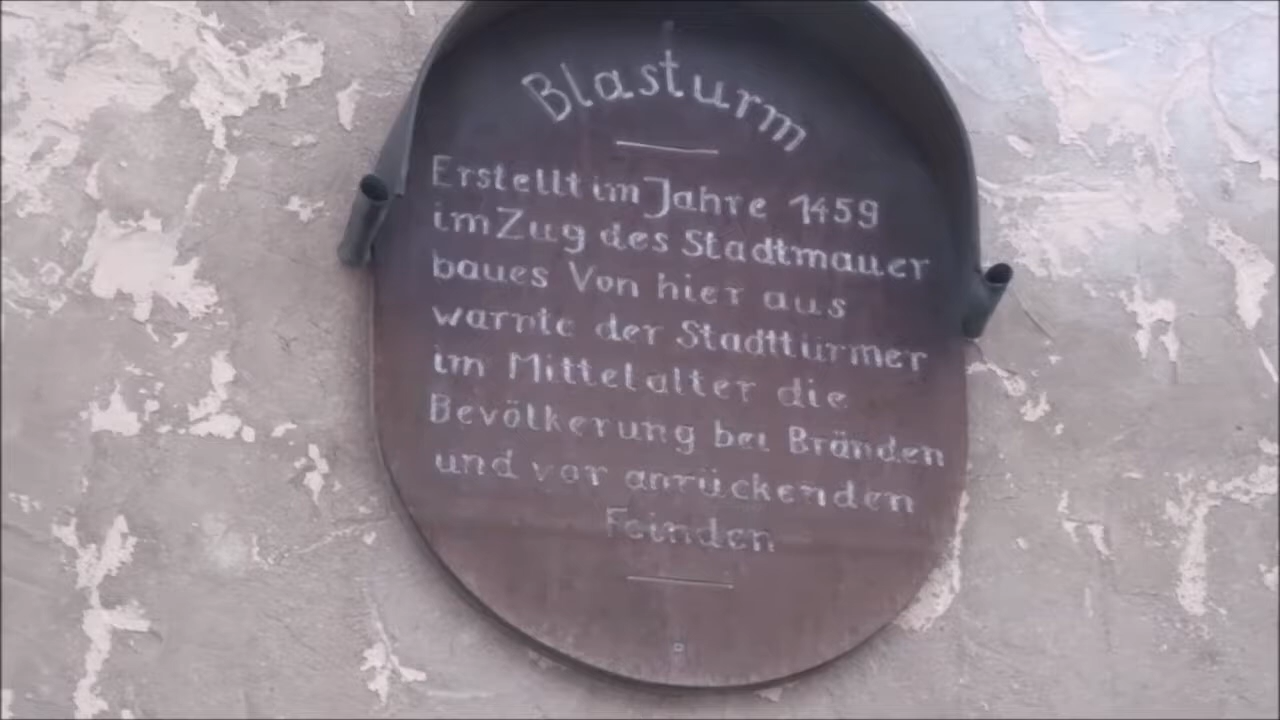 Blasturm
Erstellt im Jahre 1459
im Zug des Stadtmauer
baues Von hier aus
warnte der Stadttürmer
im Mittelalter die
Bevölkerung bei Bränden
und vor anrückenden
Feinden